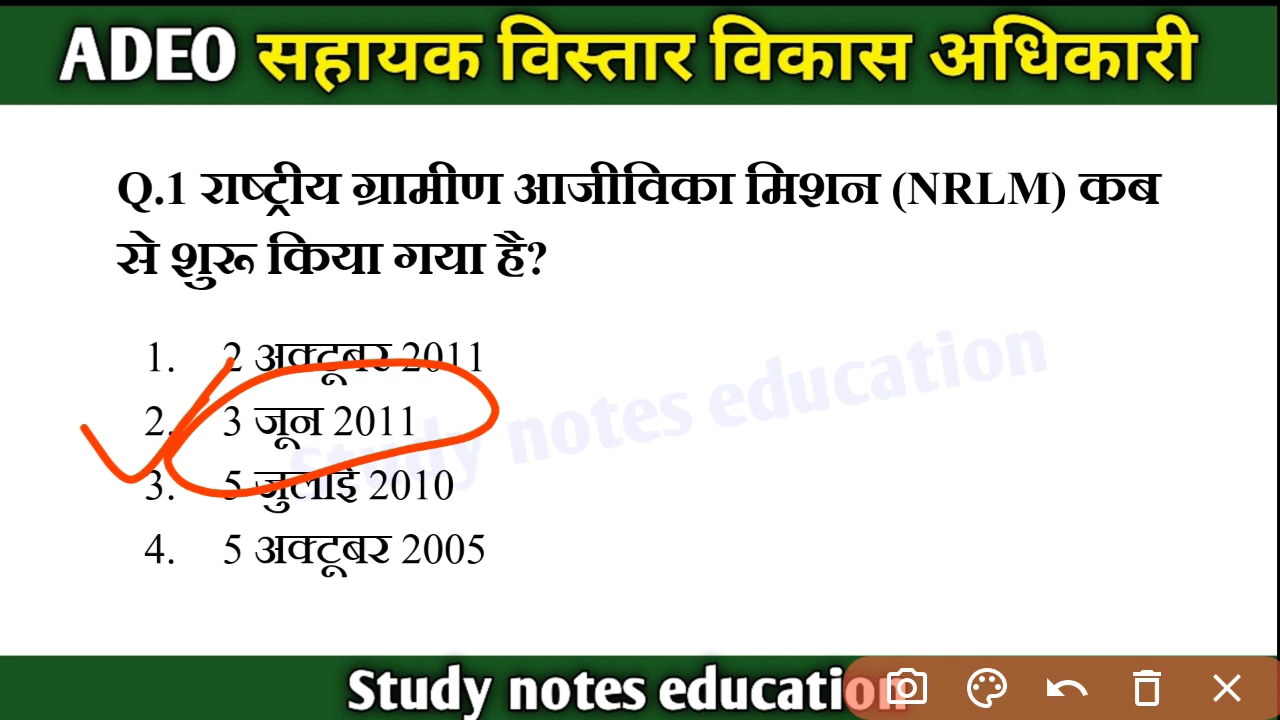 ADEO सहायक विस्तार विकास अधिकारी
Q.1 राष्ट्रीय ग्रामीण आजीविका मिशन (NRLM) कब
से शुरू किया गया है?
1. 2 अक्टूबर 2011
2. 3 जून 2011
3. 5 जुलाई 2010
4. 5 अक्टूबर 2005
Study notes education
Study notes education